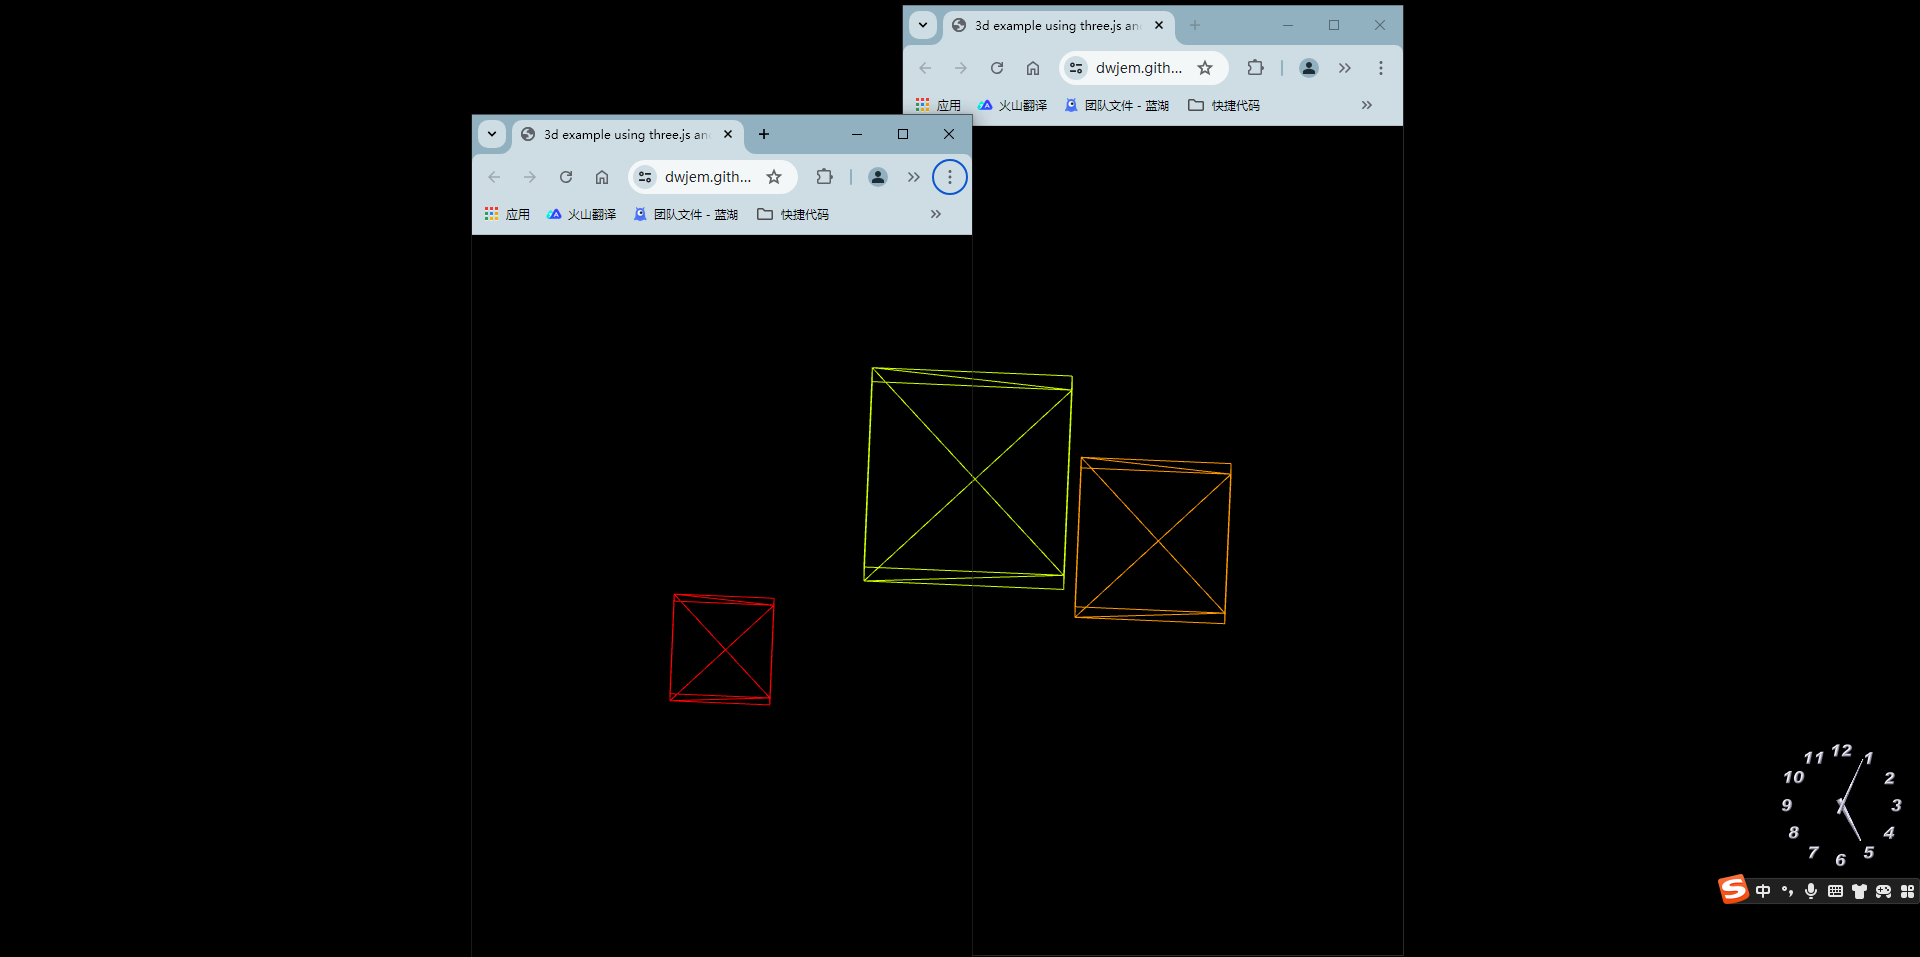 3d example using three.js an
dwjem.gith...
应用 火山翻译 团队文件 - 蓝湖 快捷代码
3d example using three.js an
dwjem.gith...
应用 火山翻译 团队文件 - 蓝湖 快捷代码
12
11 1
10 2
9 3
8 4
7 5
6
S 中